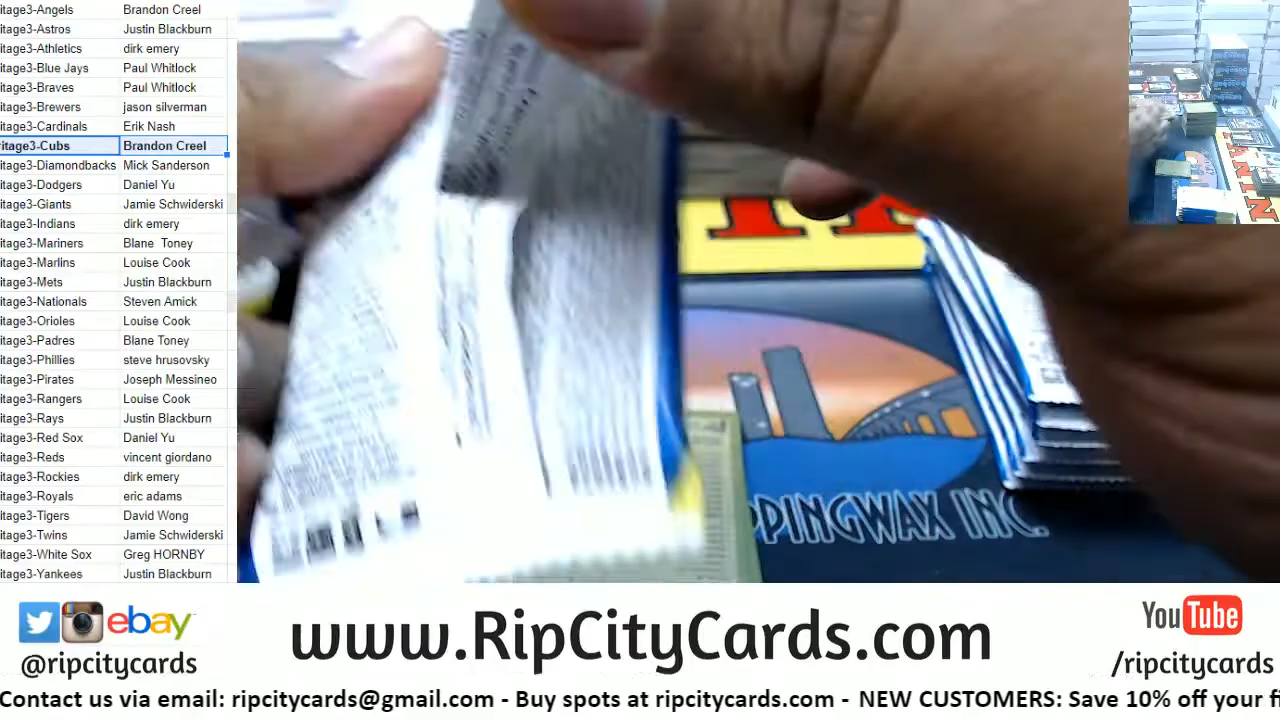 itage3-Angels Brandon Creel
itage3-Astros Justin Blackburn
itage3-Athletics dirk emery
itage3-Blue Jays Paul Whitlock
itage3-Braves Paul Whitlock
itage3-Brewers jason silverman
itage3-Cardinals Erik Nash
itage3-Cubs Brandon Creel
itage3-Diamondbacks Mick Sanderson
itage3-Dodgers Daniel Yu
itage3-Giants Jamie Schwiderski
itage3-Indians dirk emery
itage3-Mariners Blane Toney
itage3-Marlins Louise Cook
itage3-Mets Justin Blackburn
itage3-Nationals Steven Amick
itage3-Orioles Louise Cook
itage3-Padres Blane Toney
itage3-Phillies steve hrusovsky
itage3-Pirates Joseph Messineo
itage3-Rangers Louise Cook
itage3-Rays Justin Blackburn
itage3-Red Sox Daniel Yu
itage3-Reds vincent giordano
itage3-Rockies dirk emery
itage3-Royals eric adams
itage3-Tigers David Wong
itage3-Twins Jamie Schwiderski
itage3-White Sox Greg HORNBY
itage3-Yankees Justin Blackburn
PANIN
PPINGWAX INC.
ebay
@ripcitycards
www.RipCityCards.com
YouTube
/ripcitycards
Contact us via email: ripcitycards@gmail.com - Buy spots at ripcitycards.com - NEW CUSTOMERS: Save 10% off your fi